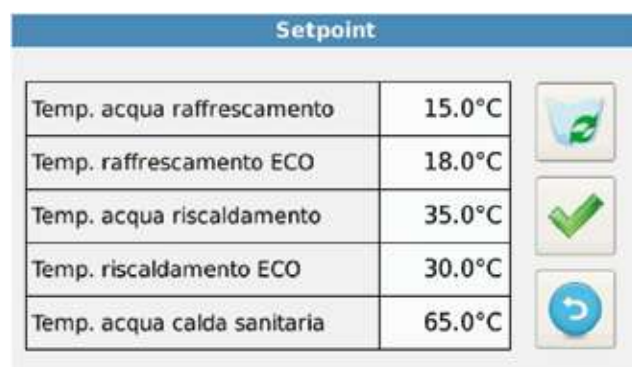 Setpoint
Temp. acqua raffrescamento 15.0°C
Temp. raffrescamento ECO 18.0°C
Temp. acqua riscaldamento 35.0°C
Temp. riscaldamento ECO 30.0°C
Temp. acqua calda sanitaria 65.0°C